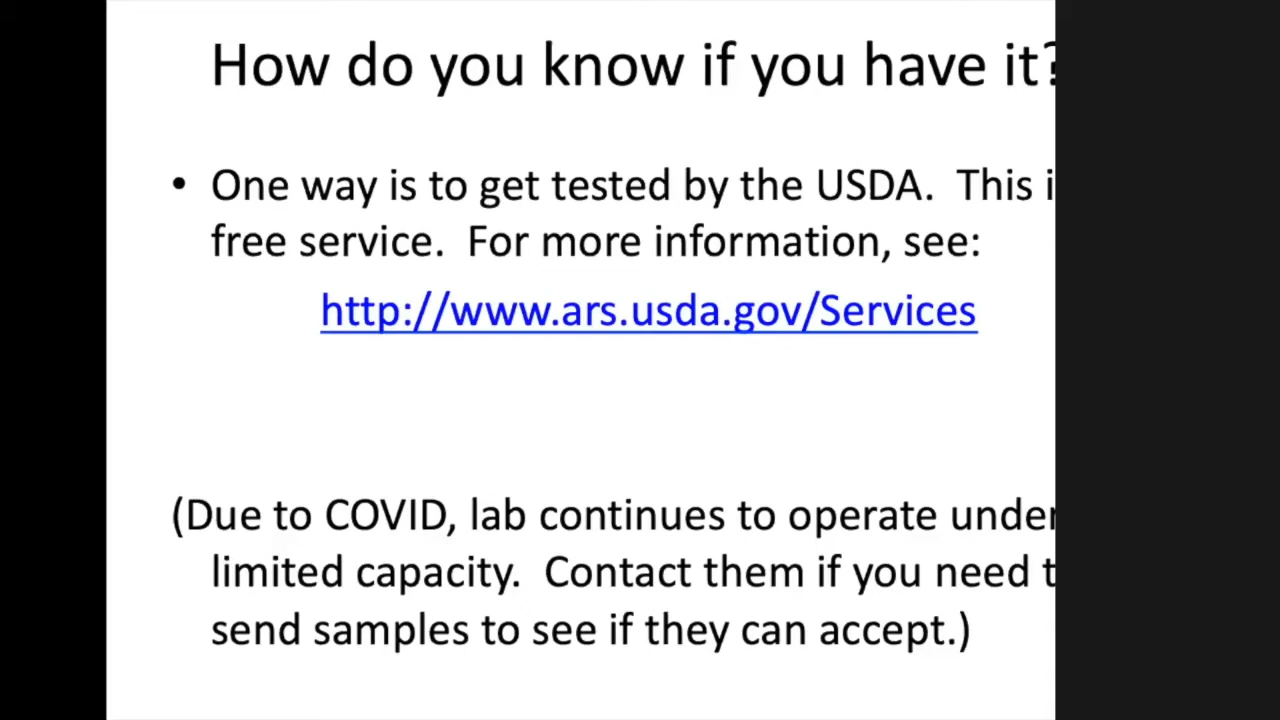 How do you know if you have it?
• One way is to get tested by the USDA.  This i
free service.  For more information, see:
http://www.ars.usda.gov/Services
(Due to COVID, lab continues to operate under
limited capacity.  Contact them if you need t
send samples to see if they can accept.)